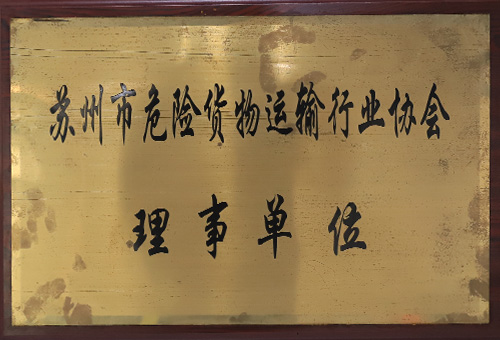 苏州市危险货物运输行业协会
理事单位